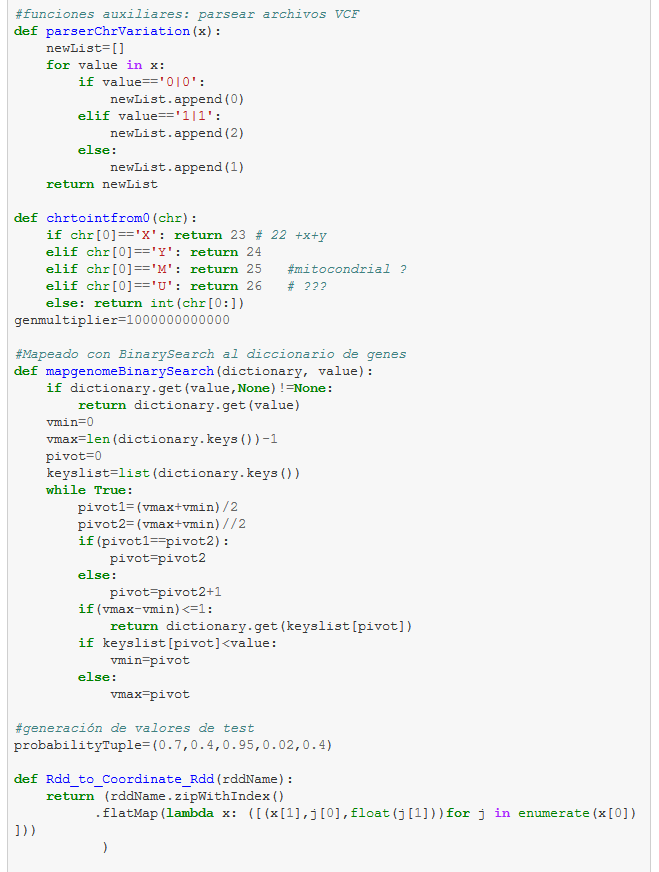 #funciones auxiliares: parsear archivos VCF
def parserChrVariation(x):
    newList=[]
    for value in x:
        if value=='0|0':
            newList.append(0)
        elif value=='1|1':
            newList.append(2)
        else:
            newList.append(1)
    return newList

def chrtointfrom0(chr):
    if chr[0]=='X': return 23 # 22 +x+y
    elif chr[0]=='Y': return 24
    elif chr[0]=='M': return 25   #mitocondrial ?
    elif chr[0]=='U': return 26   # ???
    else: return int(chr[0:])
genmultiplier=1000000000000

#Mapeado con BinarySearch al diccionario de genes
def mapgenomeBinarySearch(dictionary, value):
    if dictionary.get(value,None)!=None:
        return dictionary.get(value)
    vmin=0
    vmax=len(dictionary.keys())-1
    pivot=0
    keyslist=list(dictionary.keys())
    while True:
        pivot1=(vmax+vmin)/2
        pivot2=(vmax+vmin)//2
        if(pivot1==pivot2):
            pivot=pivot2
        else:
            pivot=pivot2+1
        if(vmax-vmin)<=1:
            return dictionary.get(keyslist[pivot])
        if keyslist[pivot]<value:
            vmin=pivot
        else:
            vmax=pivot

#generación de valores de test
probabilityTuple=(0.7,0.4,0.95,0.02,0.4)

def Rdd_to_Coordinate_Rdd(rddName):
    return (rddName.zipWithIndex()
          .flatMap(lambda x: ([(x[1],j[0],float(j[1]))for j in enumerate(x[0])
]))
           )